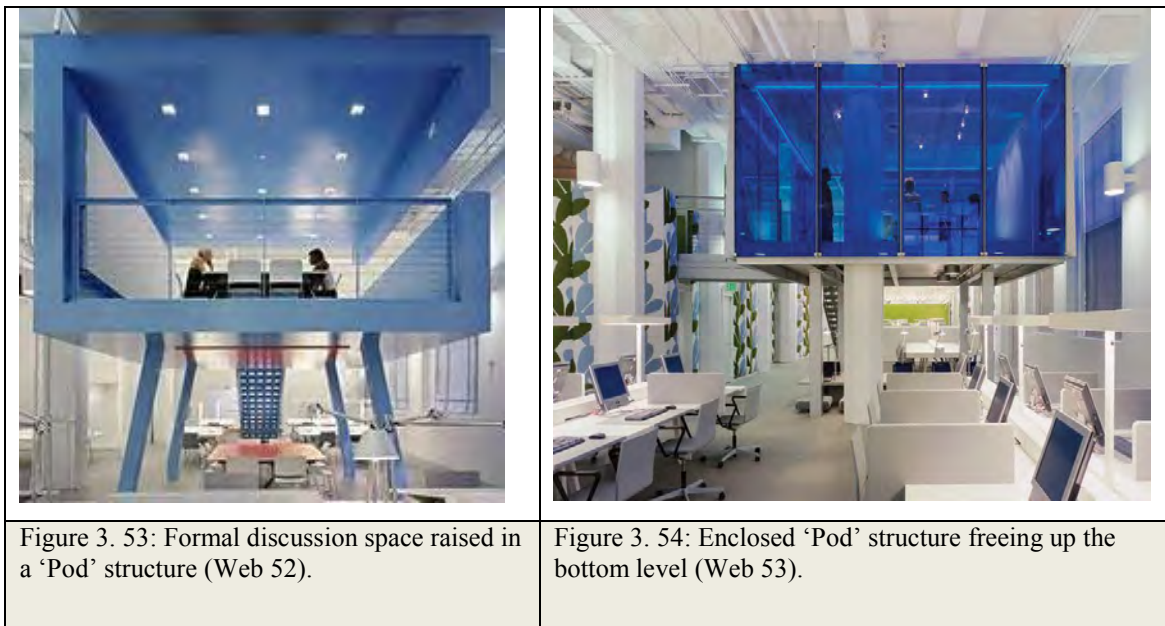 Figure 3. 53: Formal discussion space raised in
a ‘Pod’ structure (Web 52).
Figure 3. 54: Enclosed ‘Pod’ structure freeing up the
bottom level (Web 53).